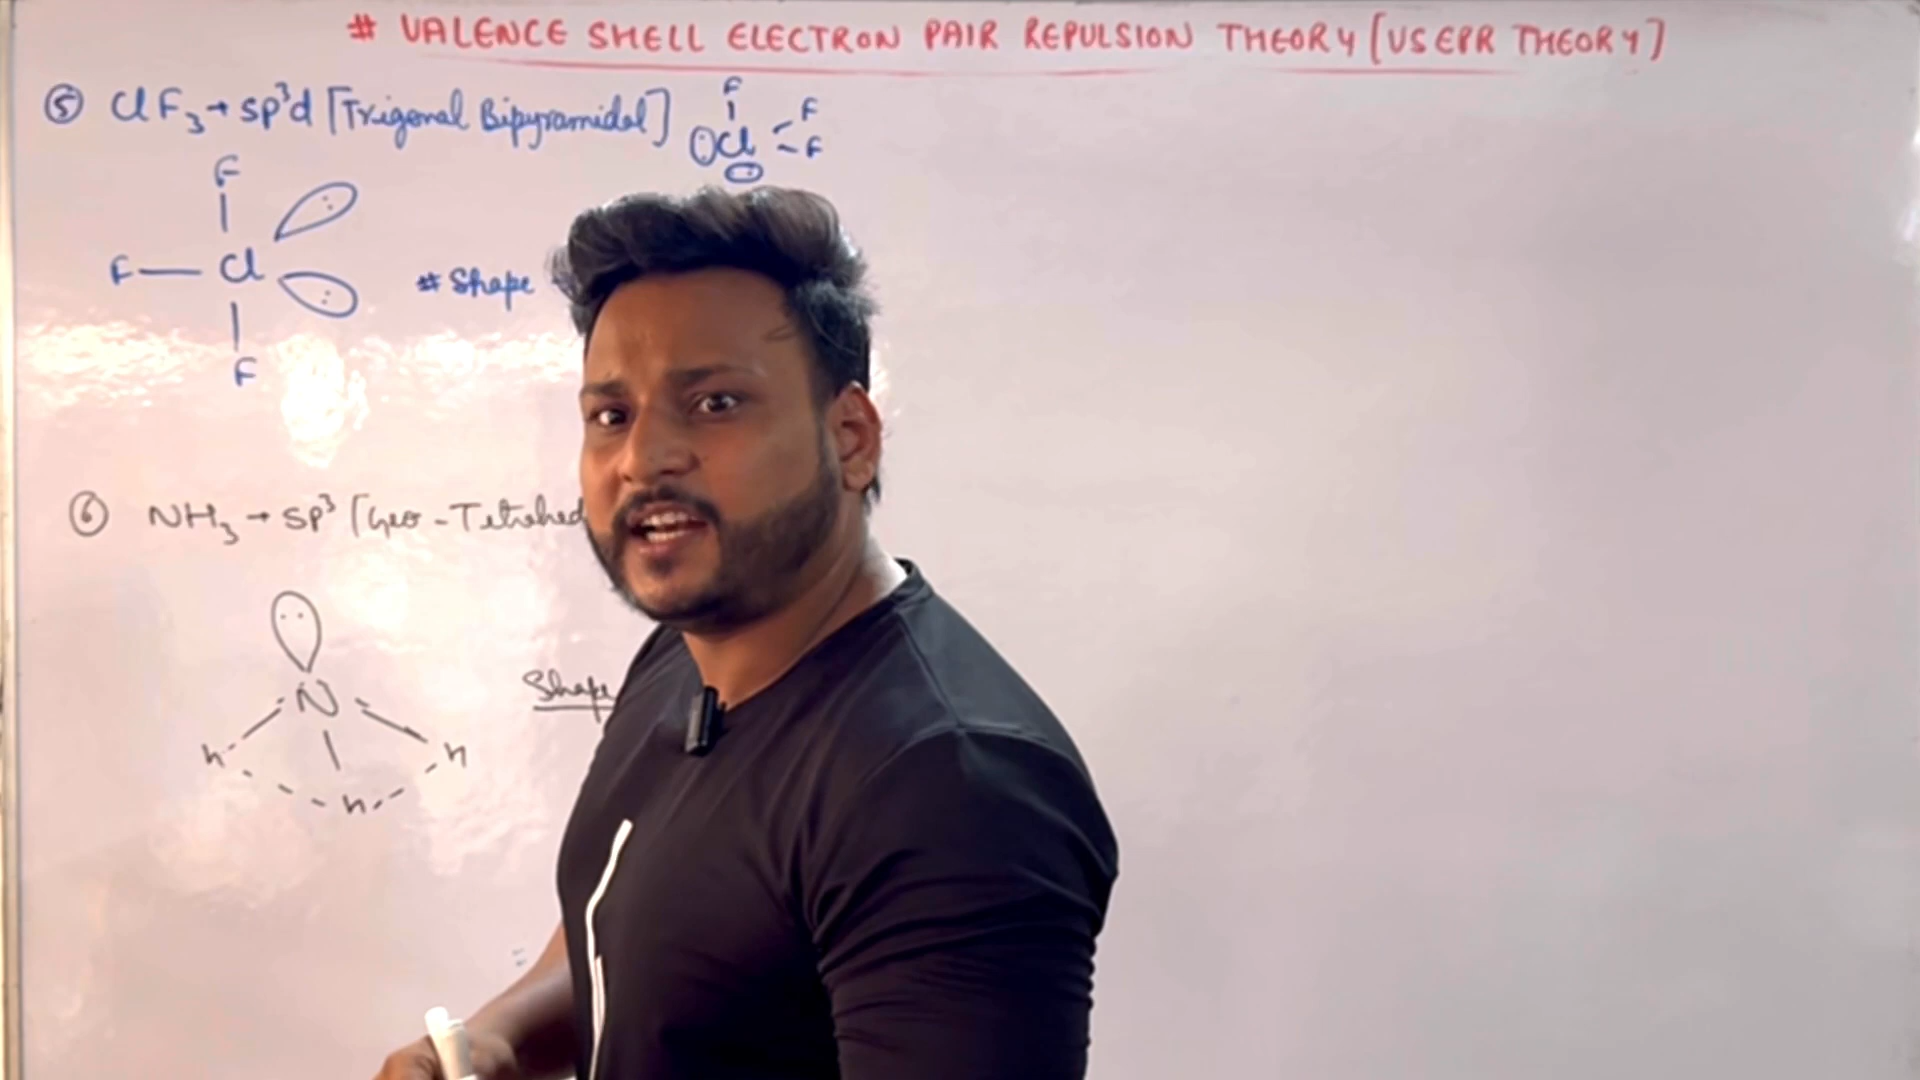 # VALENCE SHELL ELECTRON PAIR REPULSION THEORY [VSEPR THEORY]
⑤ ClF₃ → sp³d [Trigonal Bipyramidal]
F
Cl F
F
F
F Cl
F
# Shape
⑥ NH₃ → sp³ [Geo - Tetrahed
N
H H
H
Shape